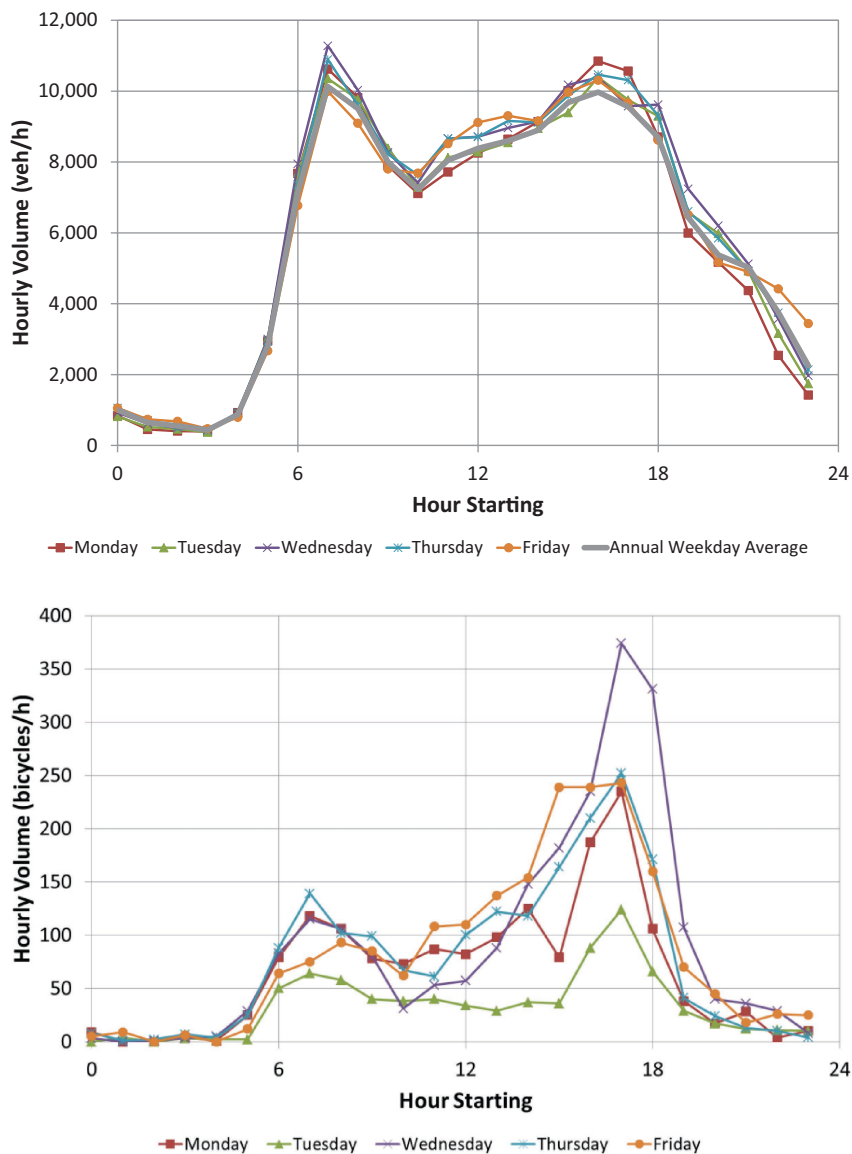 12,000
10,000
8,000
6,000
4,000
2,000
0
Hourly Volume (veh/h)
0 6 12 18 24
Hour Starting
Monday Tuesday Wednesday Thursday Friday Annual Weekday Average
400
350
300
250
200
150
100
50
0
Hourly Volume (bicycles/h)
0 6 12 18 24
Hour Starting
Monday Tuesday Wednesday Thursday Friday